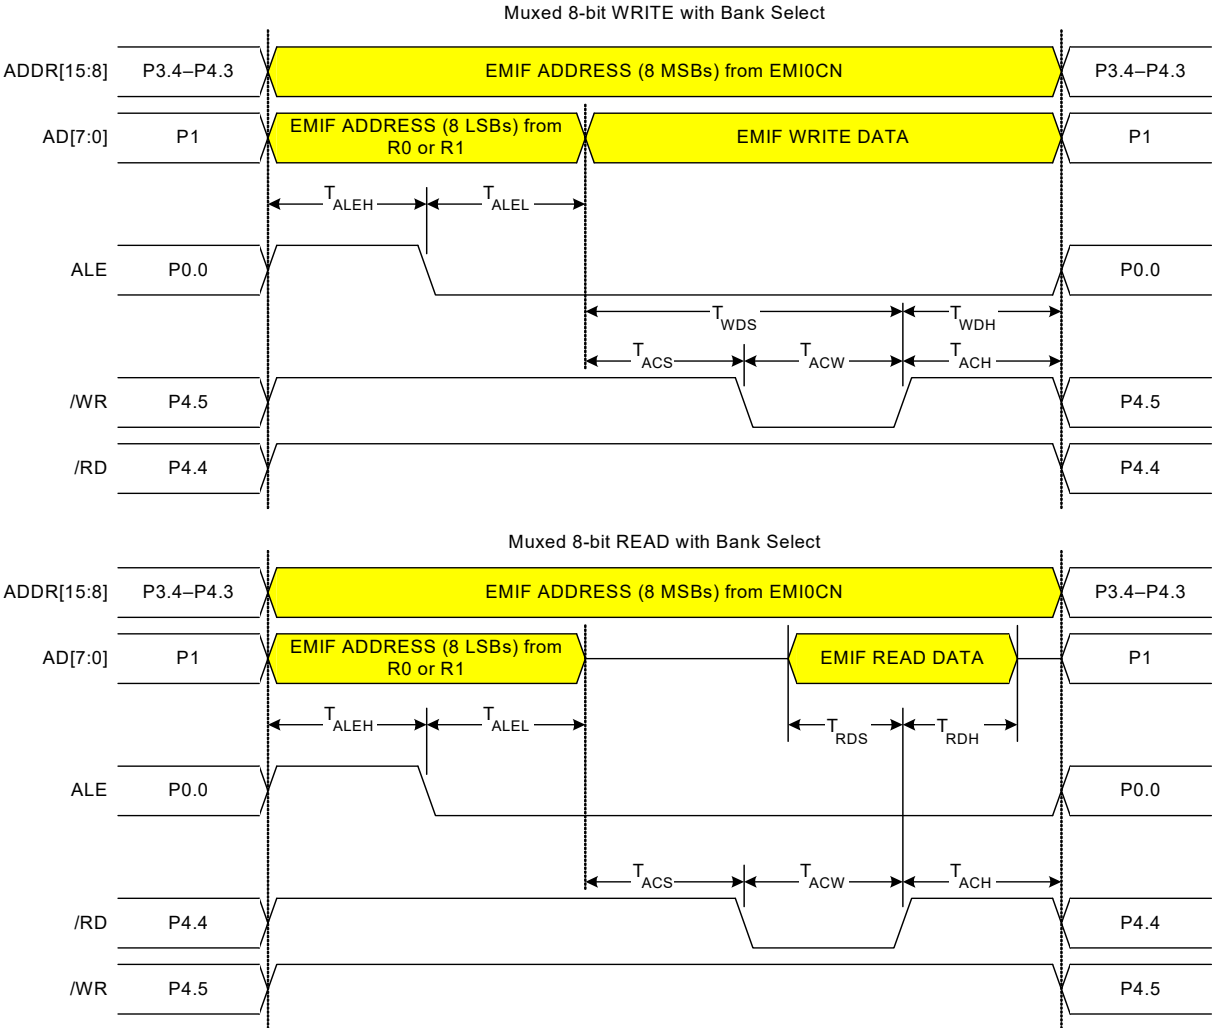 Muxed 8-bit WRITE with Bank Select
ADDR[15:8] P3.4–P4.3 EMIF ADDRESS (8 MSBs) from EMI0CN P3.4–P4.3
AD[7:0] P1 EMIF ADDRESS (8 LSBs) from R0 or R1 EMIF WRITE DATA P1
TALEH TALEL
ALE P0.0 P0.0
TWDS TWDH
TACS TACW TACH
/WR P4.5 P4.5
/RD P4.4 P4.4
Muxed 8-bit READ with Bank Select
ADDR[15:8] P3.4–P4.3 EMIF ADDRESS (8 MSBs) from EMI0CN P3.4–P4.3
AD[7:0] P1 EMIF ADDRESS (8 LSBs) from R0 or R1 EMIF READ DATA P1
TALEH TALEL TRDS TRDH
ALE P0.0 P0.0
TACS TACW TACH
/RD P4.4 P4.4
/WR P4.5 P4.5